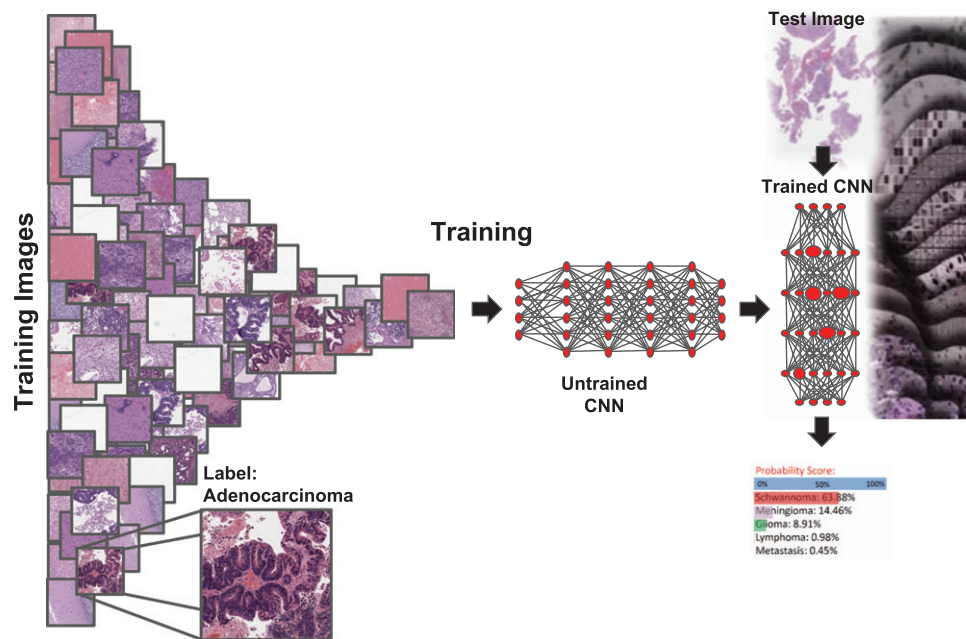 Training Images
Label:
Adenocarcinoma
Training
Untrained
CNN
Test Image
Trained CNN
Probability Score:
0% 50% 100%
Schwannoma: 63.88%
Meningioma: 14.46%
Glioma: 8.91%
Lymphoma: 0.98%
Metastasis: 0.45%